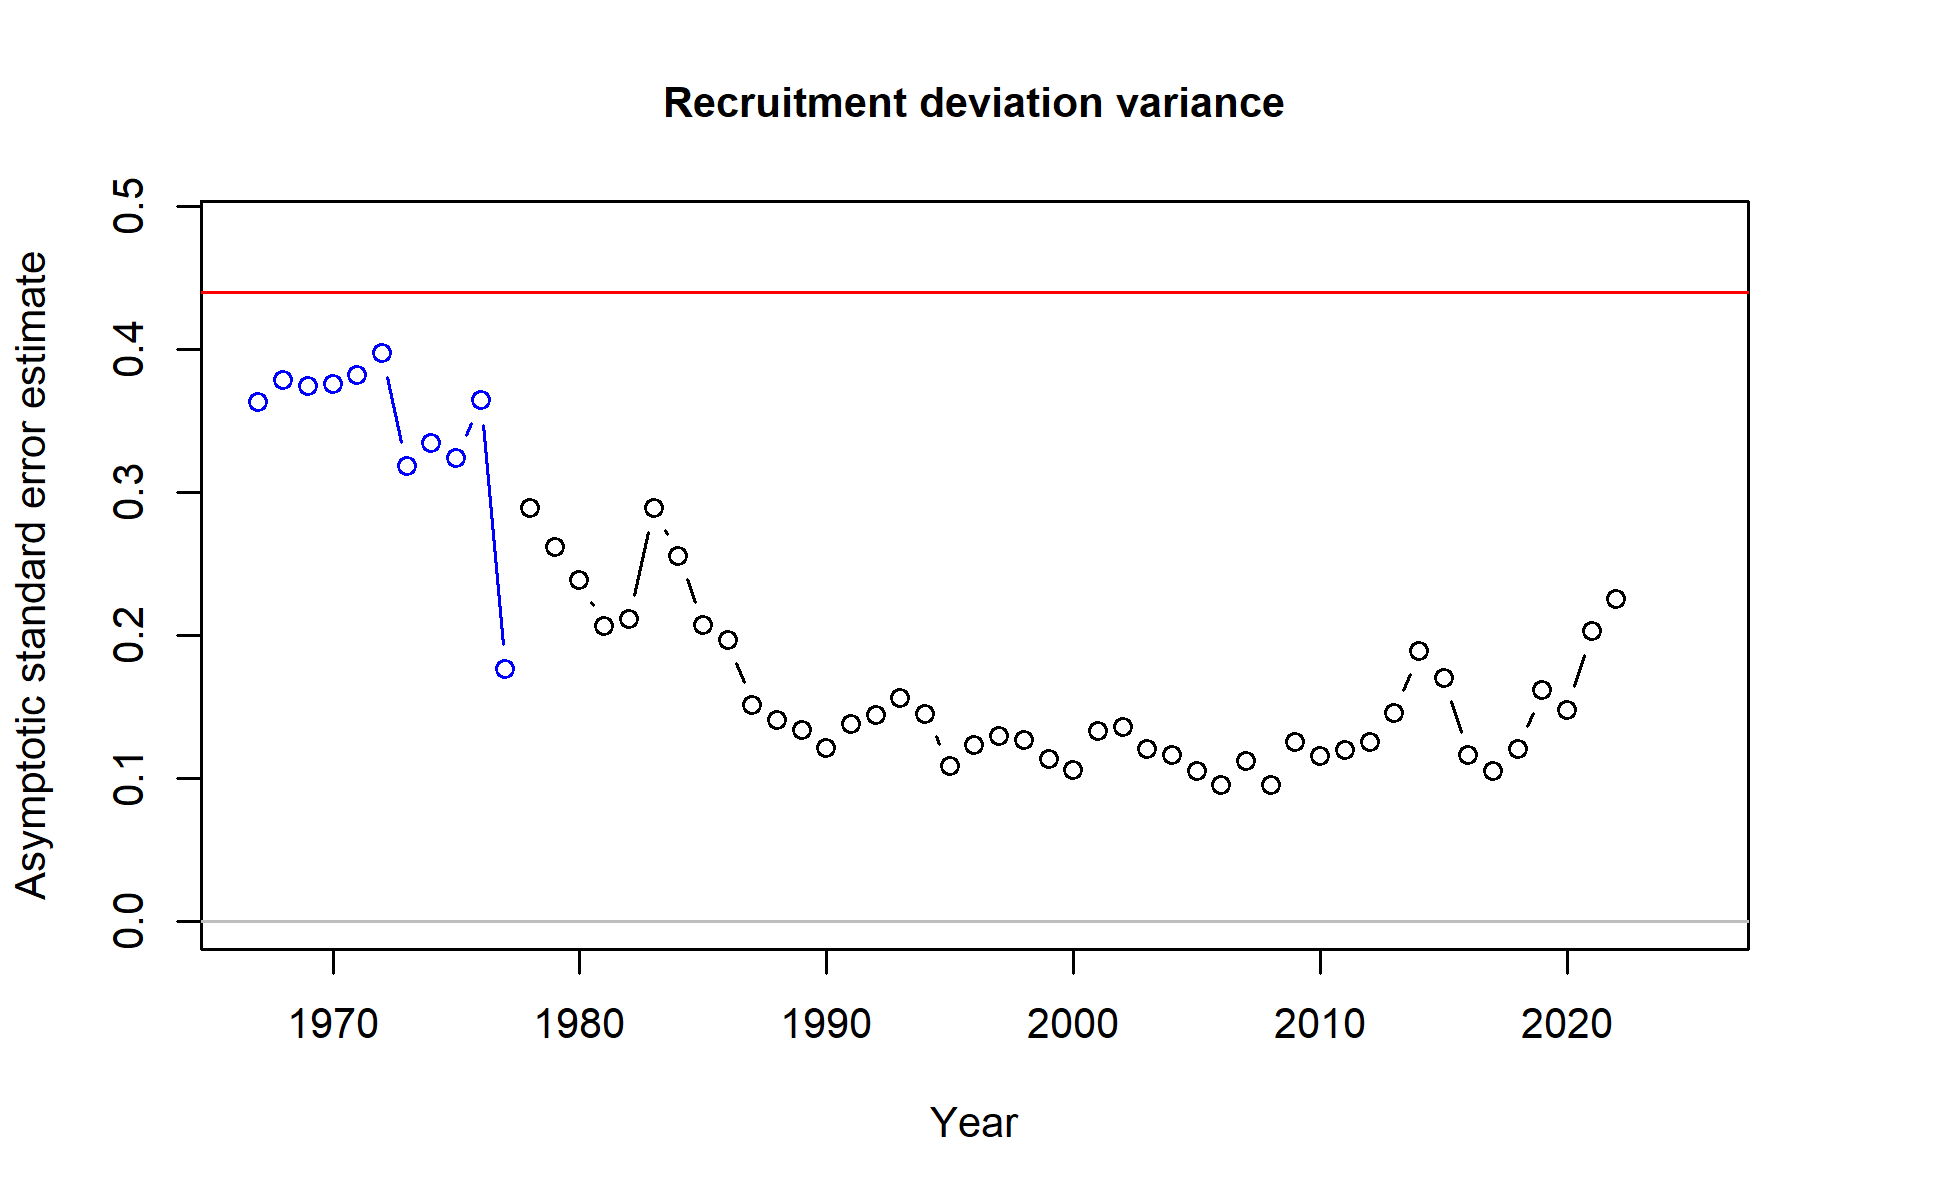 Recruitment deviation variance
Asymptotic standard error estimate
0.5
0.4
0.3
0.2
0.1
0.0
1970 1980 1990 2000 2010 2020
Year